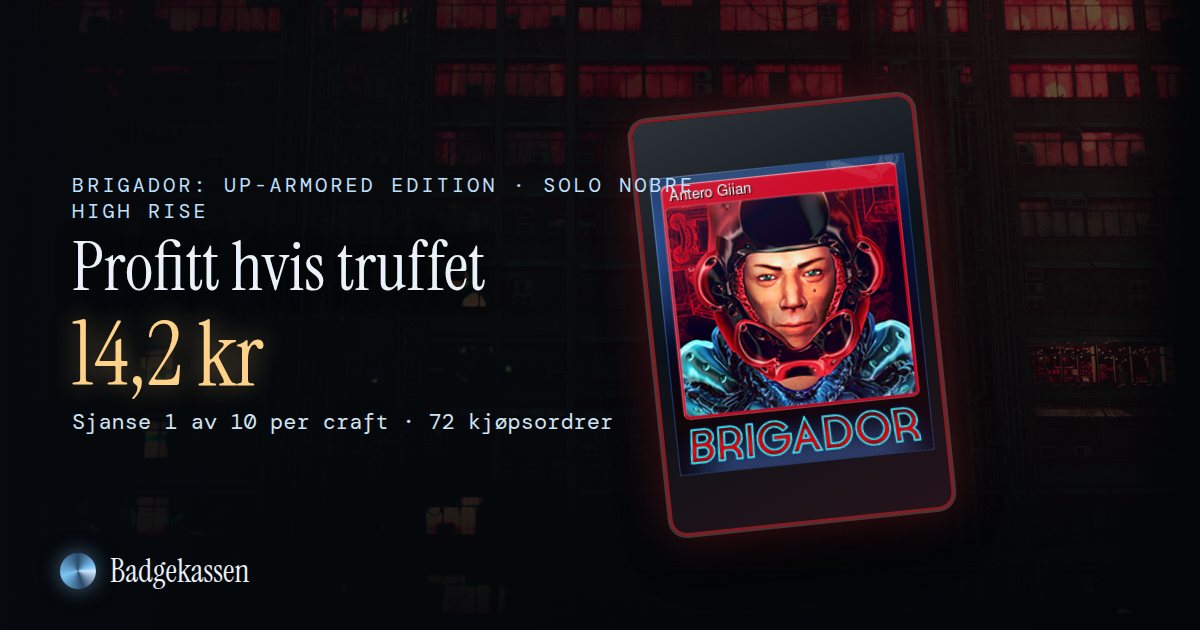 BRIGADOR: UP-ARMORED EDITION · SOLO NOBRE
HIGH RISE
Profitt hvis truffet
14,2 kr
Sjanse 1 av 10 per craft · 72 kjøpsordrer
Antero Giian
BRIGADOR
Badgekassen